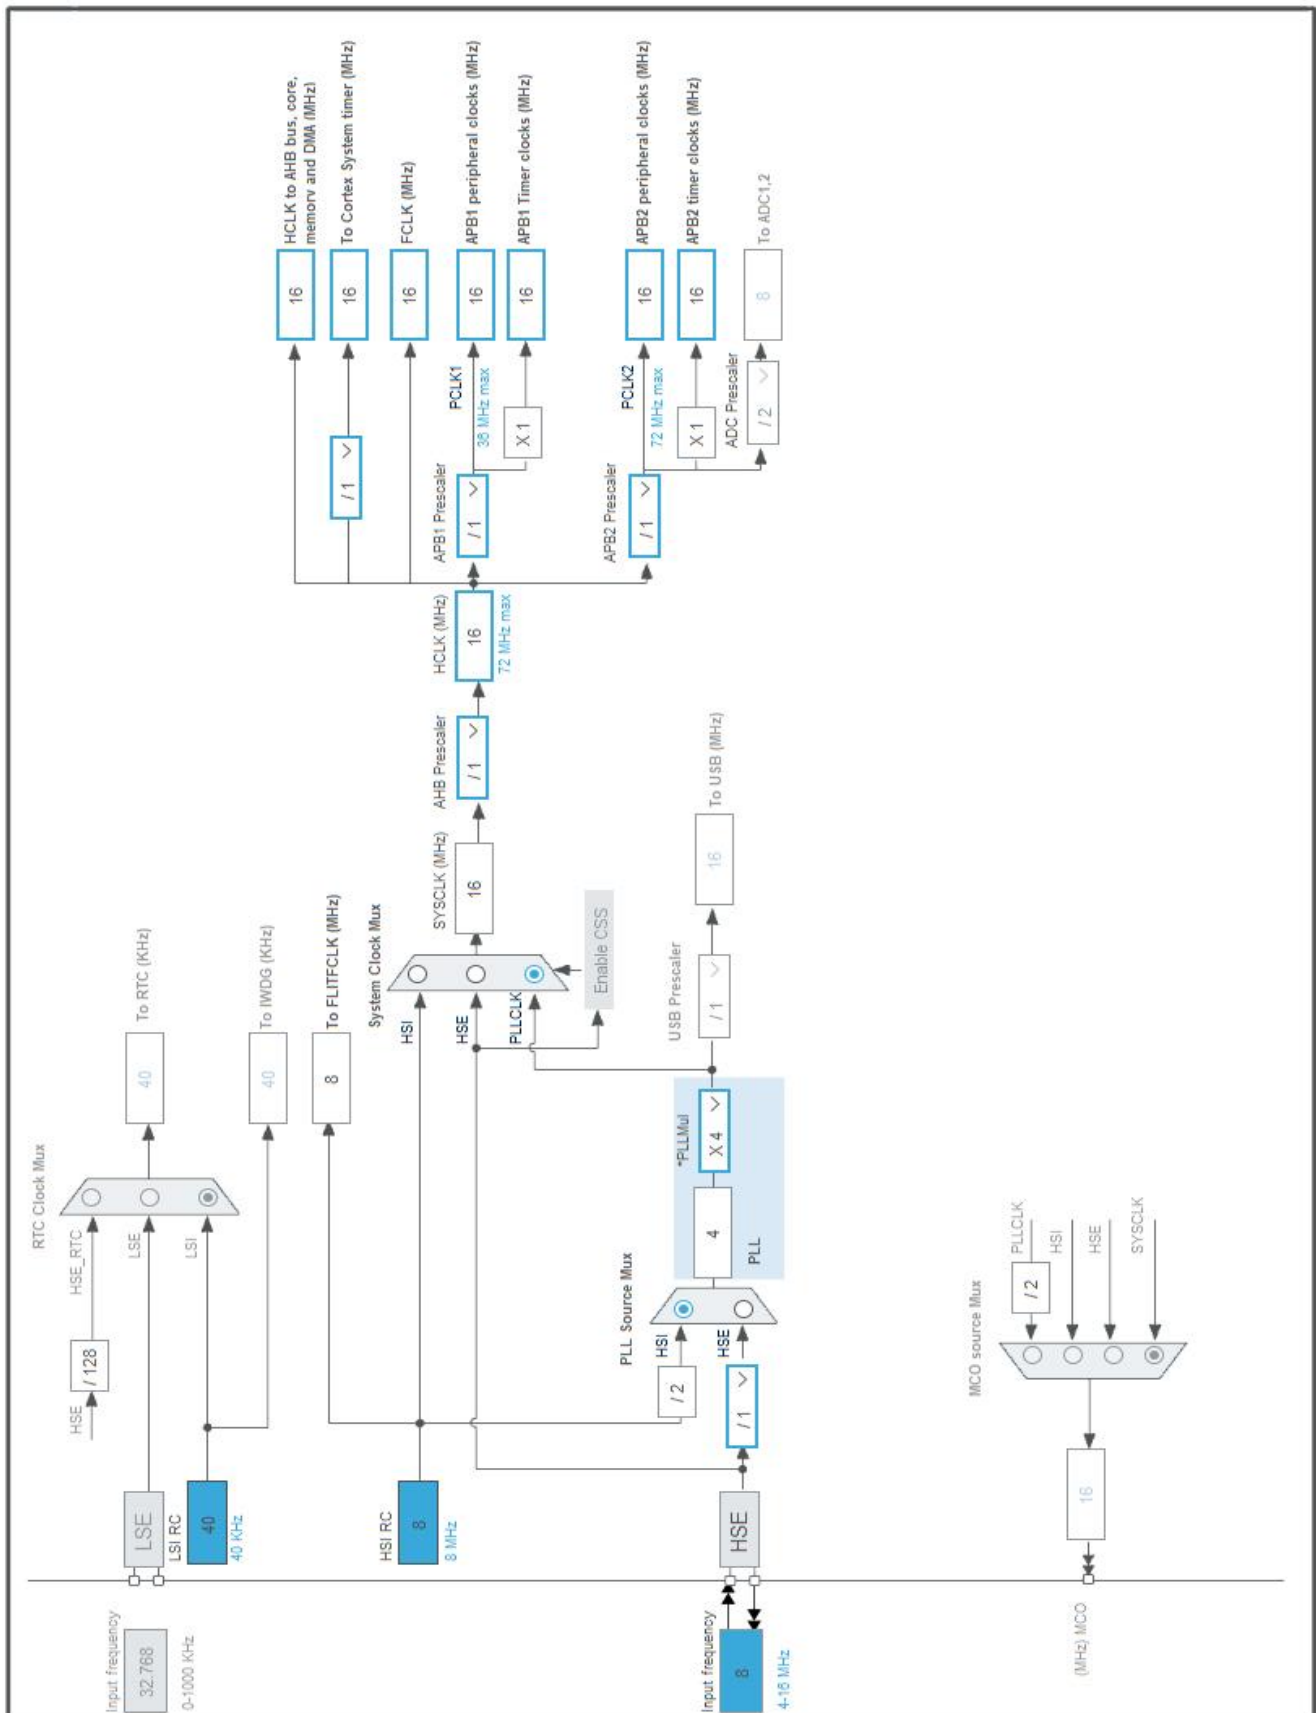 RTC Clock Mux
HSE
/ 128
HSE_RTC
To RTC (KHz)
Input frequency
32.768
0-1000 KHz
LSE
LSE
40
LSI RC
40
40 KHz
LSI
40
To IWDG (KHz)
8
To FLITFCLK (MHz)
HSI RC
8
8 MHz
System Clock Mux
HSI
HSE
PLLCLK
SYSCLK (MHz)
16
AHB Prescaler
/ 1
HCLK (MHz)
16
72 MHz max
Enable CSS
16
HCLK to AHB bus, core,
memory and DMA (MHz)
/ 1
16
To Cortex System timer (MHz)
16
FCLK (MHz)
APB1 Prescaler
/ 1
PCLK1
36 MHz max
16
APB1 peripheral clocks (MHz)
X 1
16
APB1 Timer clocks (MHz)
APB2 Prescaler
/ 1
PCLK2
72 MHz max
16
APB2 peripheral clocks (MHz)
X 1
16
APB2 timer clocks (MHz)
ADC Prescaler
/ 2
8
To ADC1,2
PLL Source Mux
/ 2
HSI
HSE
/ 1
4
*PLLMul
X 4
PLL
USB Prescaler
/ 1
16
To USB (MHz)
Input frequency
8
4-16 MHz
HSE
MCO source Mux
/ 2
PLLCLK
HSI
HSE
SYSCLK
16
(MHz) MCO